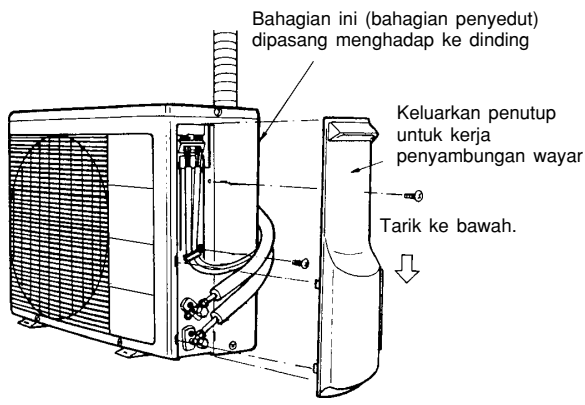 Bahagian ini (bahagian penyedut)
dipasang menghadap ke dinding
Keluarkan penutup
untuk kerja
penyambungan wayar
Tarik ke bawah.